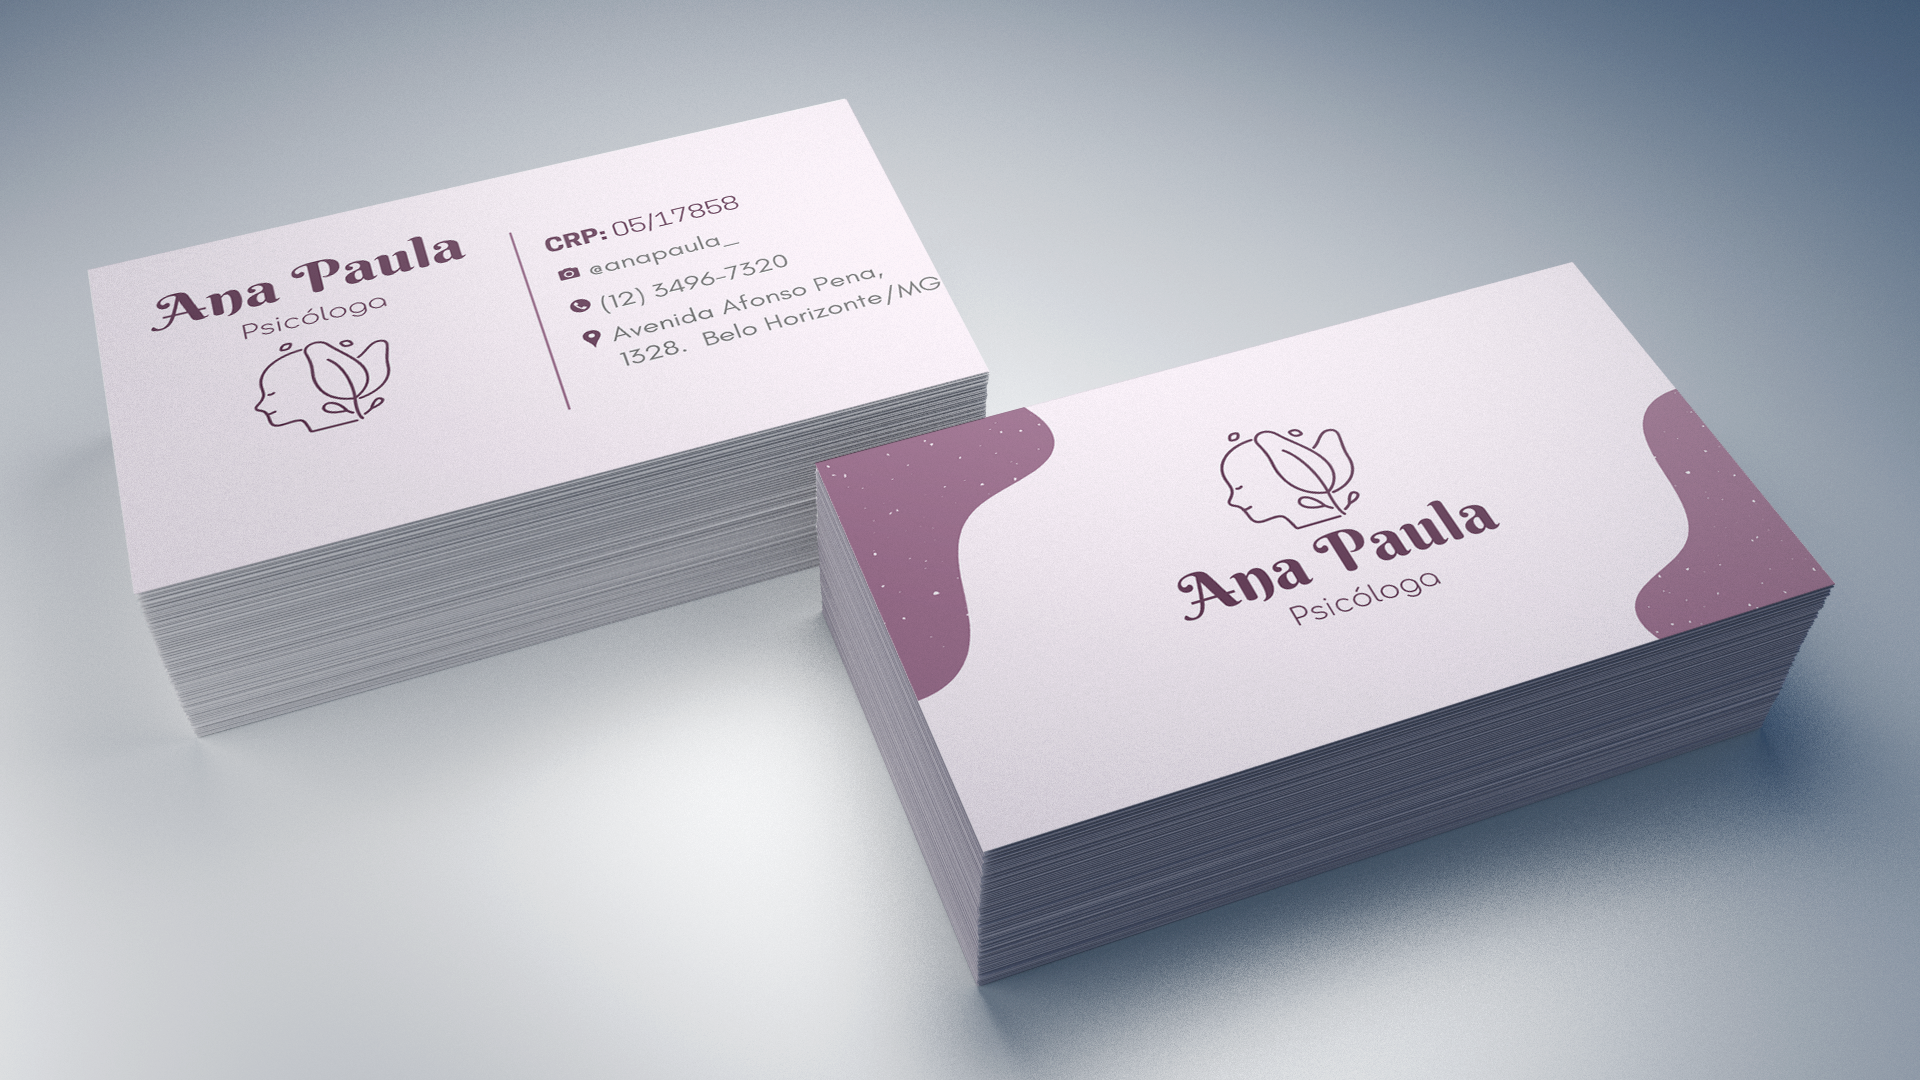 Ana Paula
Psicóloga
CRP: 05/17858
@anapaula_
(12) 3496-7320
Avenida Afonso Pena,
1328. Belo Horizonte/MG
Ana Paula
Psicóloga